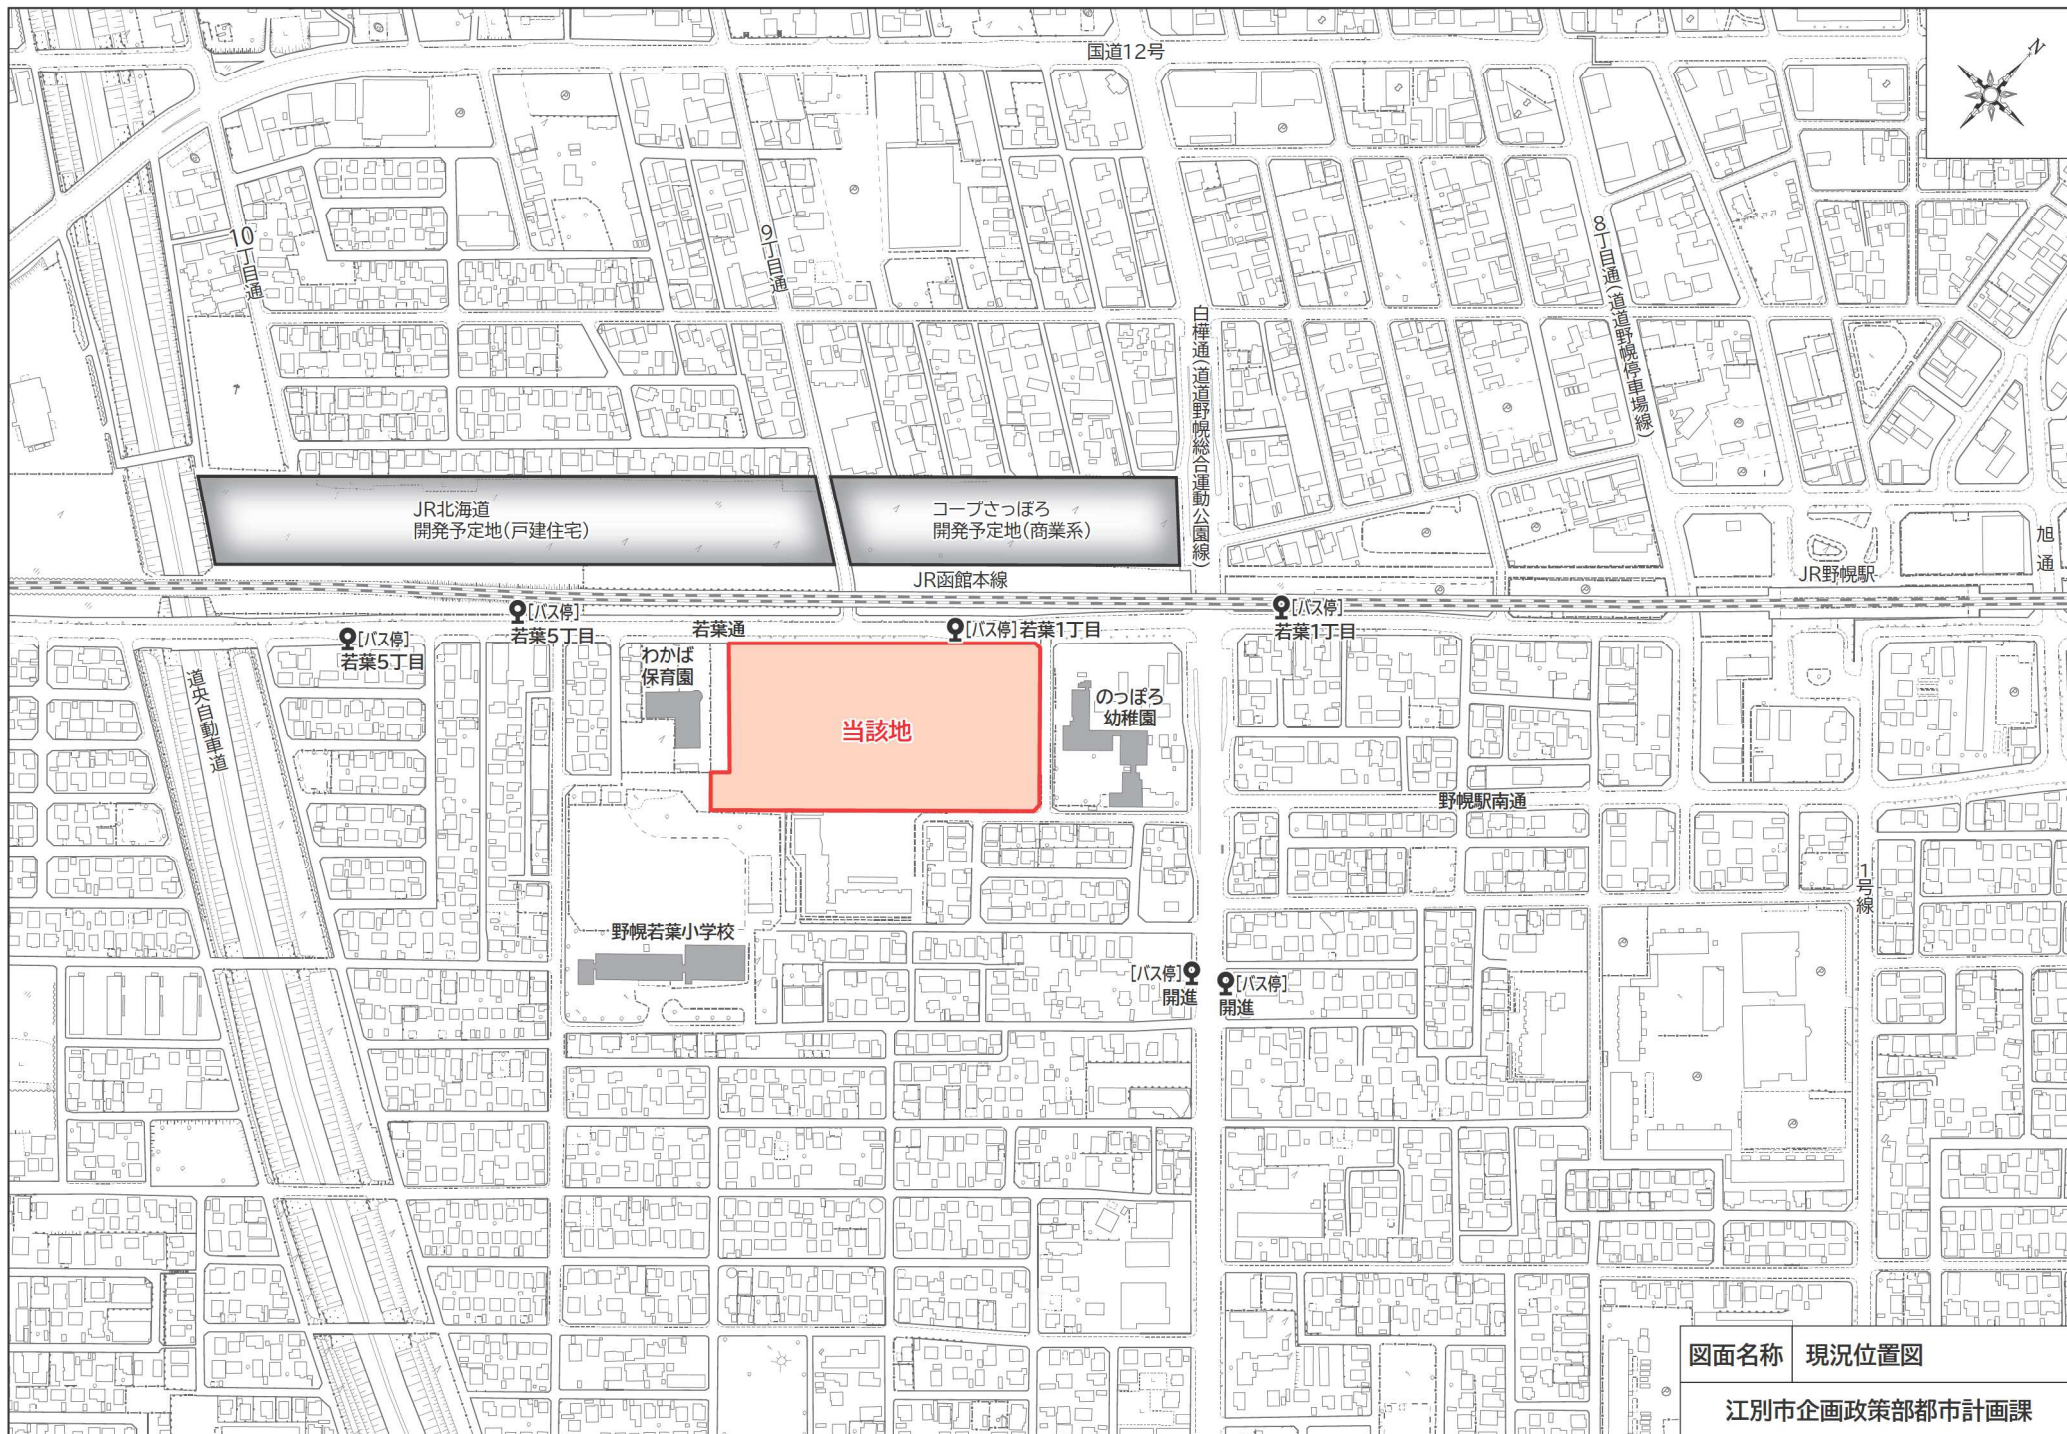 国道12号
N
10丁目通
9丁目通
8丁目通(道道野幌停車場線)
白樺通(道道野幌総合運動公園線)
JR北海道
開発予定地(戸建住宅)
コープさっぽろ
開発予定地(商業系)
旭通
JR野幌駅
JR函館本線
[バス停]
若葉5丁目
[バス停]
若葉5丁目
若葉通
[バス停]若葉1丁目
[バス停]
若葉1丁目
道央自動車道
わかば
保育園
当該地
のっぽろ
幼稚園
野幌駅南通
1号線
野幌若葉小学校
[バス停]
開進
[バス停]
開進
図面名称 現況位置図
江別市企画政策部都市計画課